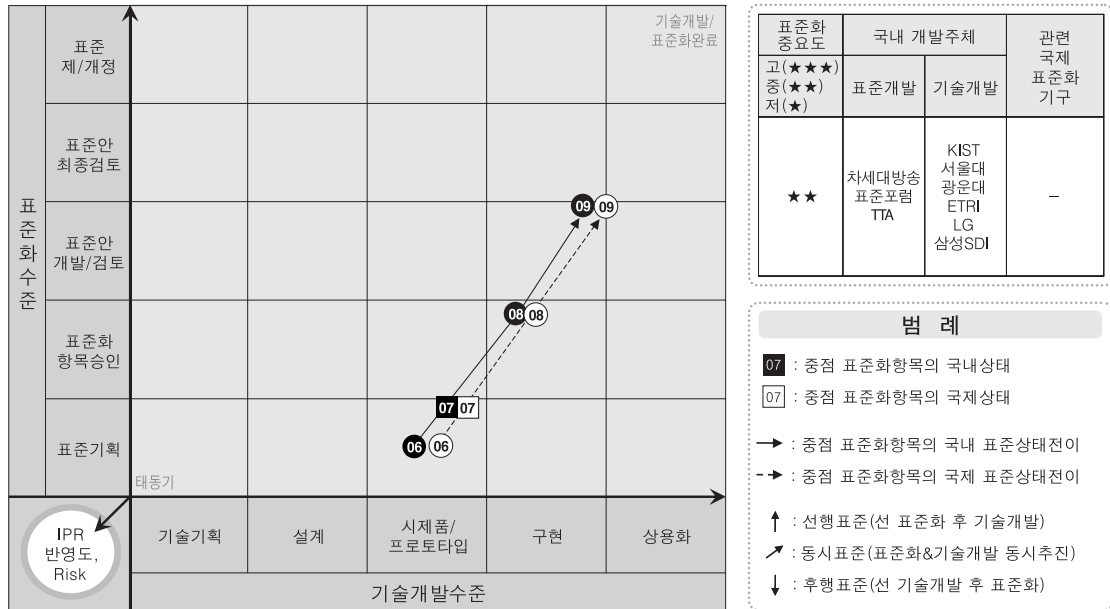 기술개발/
표준화완료
표준
제/개정
표준안
최종검토
표준안
개발/검토
표준화
항목승인
표준기획
표준화수준
09 09
08 08
07 07
06 06
태동기
IPR
반영도,
Risk
기술기획
설계
시제품/
프로토타입
구현
상용화
기술개발수준
표준화
중요도
국내 개발주체
관련
국제
표준화
기구
고(★★★)
중(★★)
저(★)
표준개발
기술개발
★★
차세대방송
표준포럼
TTA
KIST
서울대
광운대
ETRI
LG
삼성SDI
–
범 례
07 : 중점 표준화항목의 국내상태
07 : 중점 표준화항목의 국제상태
: 중점 표준화항목의 국내 표준상태전이
: 중점 표준화항목의 국제 표준상태전이
: 선행표준(선 표준화 후 기술개발)
: 동시표준(표준화&기술개발 동시추진)
: 후행표준(선 기술개발 후 표준화)